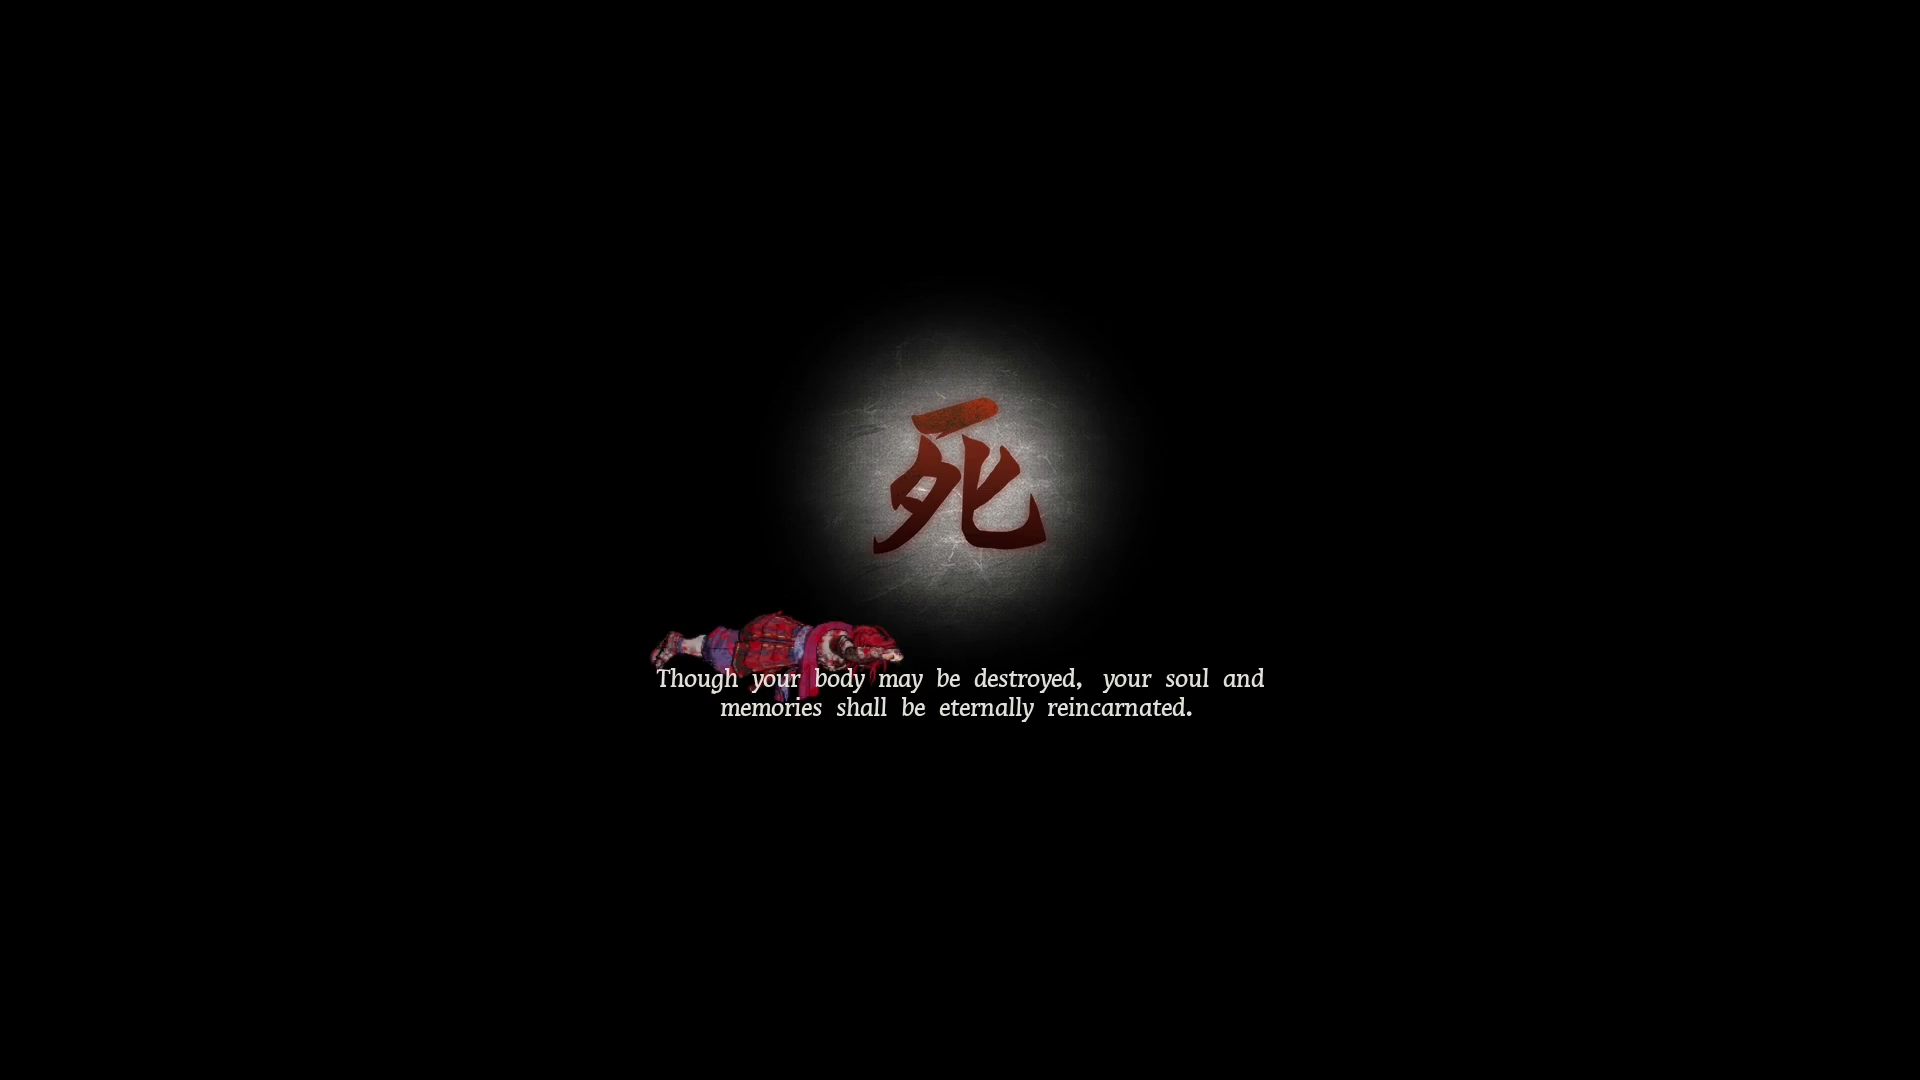 死
Though your body may be destroyed, your soul and
memories shall be eternally reincarnated.